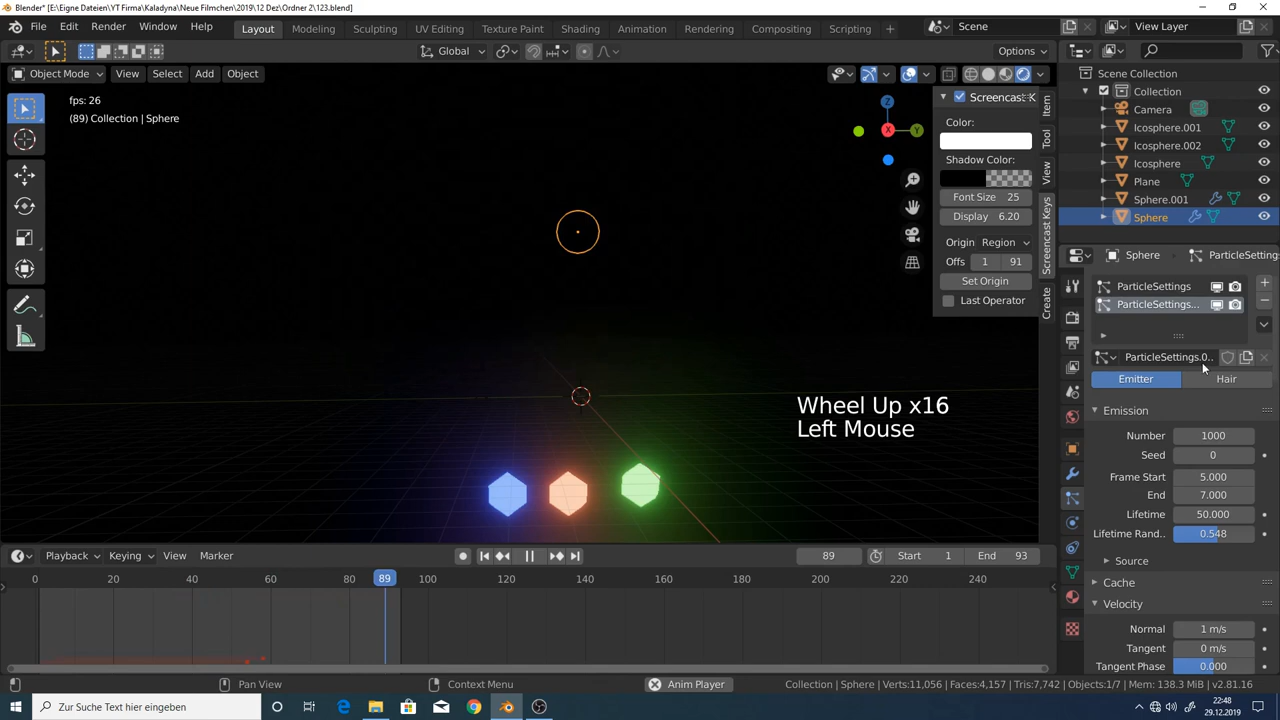 Blender* [E:\Eigne Dateien\YT Firma\Kaladyna\Neue Filmchen\2019\12 Dez\Ordner 2\123.blend]
File Edit Render Window Help Layout Modeling Sculpting UV Editing Texture Paint Shading Animation Rendering Compositing Scripting + Scene View Layer
Global Options
Object Mode View Select Add Object
fps: 26
(89) Collection | Sphere
Z
X
Y
Screencast K
Color:
Shadow Color:
Font Size 25
Display 6.20
Origin Region
Offs 1 91
Set Origin
Last Operator
Item
Tool
View
Screencast Keys
Create
Scene Collection
Collection
Camera
Icosphere.001
Icosphere.002
Icosphere
Plane
Sphere.001
Sphere
Sphere ParticleSetting
ParticleSettings
ParticleSettings...
ParticleSettings.0..
Emitter Hair
Emission
Number 1000
Seed 0
Frame Start 5.000
End 7.000
Lifetime 50.000
Lifetime Rand.. 0.548
Source
Cache
Velocity
Normal 1 m/s
Tangent 0 m/s
Tangent Phase 0.000
Wheel Up x16
Left Mouse
Playback Keying View Marker 89 Start 1 End 93
0 20 40 60 80 89 100 120 140 160 180 200 220 240
Pan View Context Menu Anim Player Collection | Sphere | Verts:11,056 | Faces:4,157 | Tris:7,742 | Objects:1/7 | Mem: 138.3 MiB | v2.81.16
Zur Suche Text hier eingeben
22:48
29.12.2019